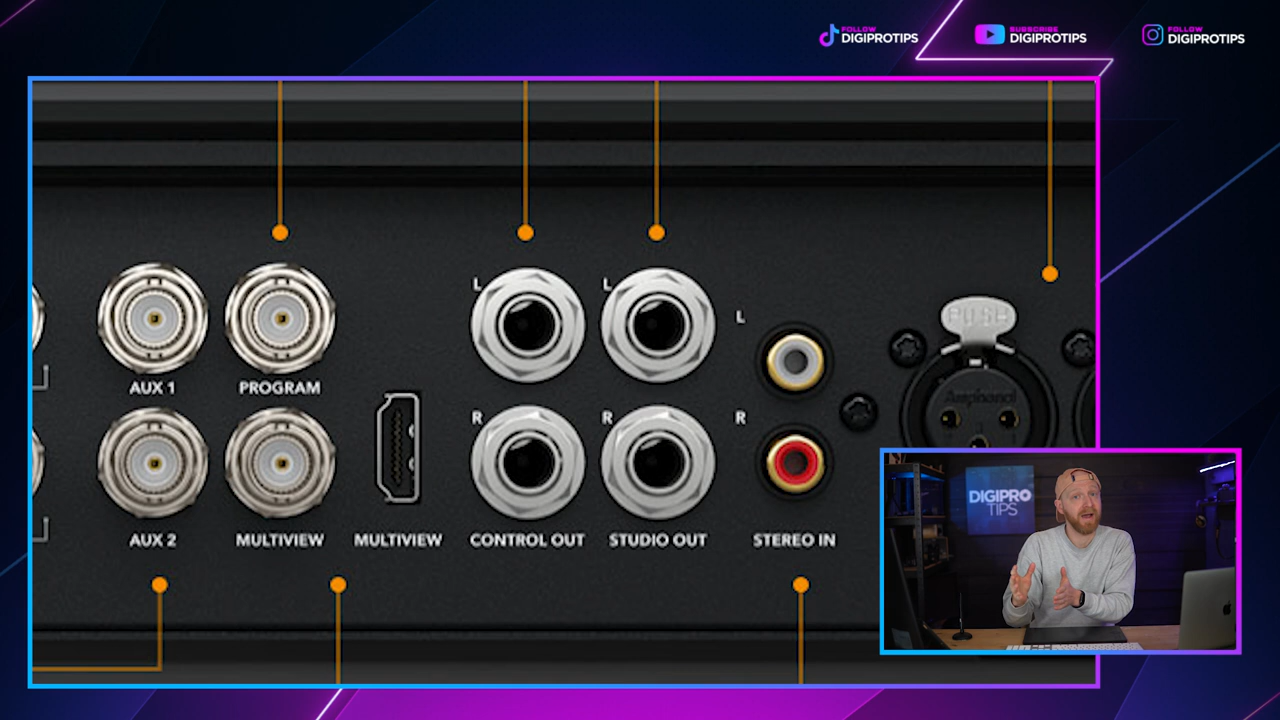 FOLLOW
DIGIPROTIPS
SUBSCRIBE
DIGIPROTIPS
FOLLOW
DIGIPROTIPS
L
L
L
PUSH
AUX 1
PROGRAM
Amphenol
R
R
R
AUX 2
MULTIVIEW
MULTIVIEW
CONTROL OUT
STUDIO OUT
STEREO IN
DIGIPRO
TIPS